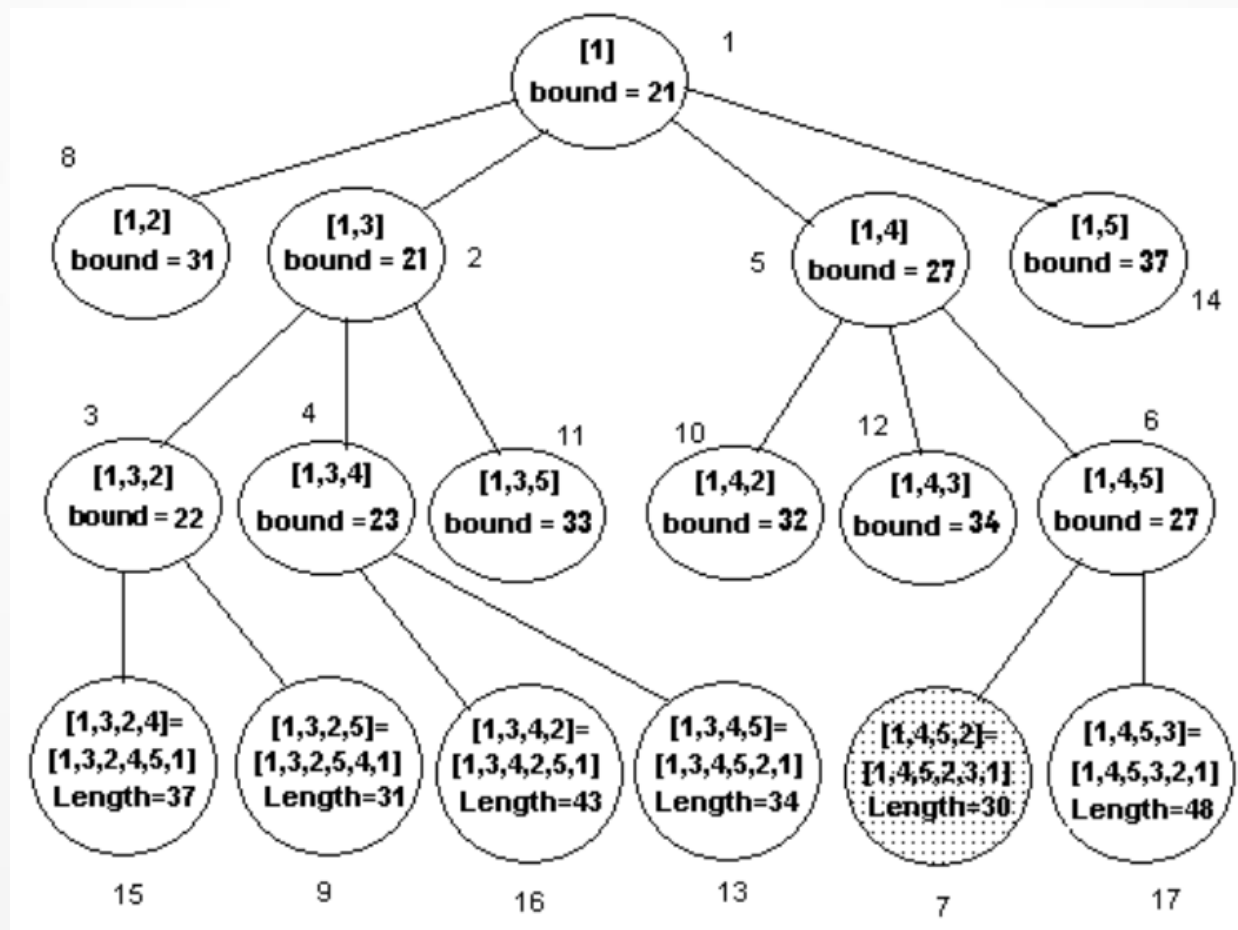 [1]
bound = 21
1
8
[1,2]
bound = 31
[1,3]
bound = 21
2
5
[1,4]
bound = 27
[1,5]
bound = 37
14
3
[1,3,2]
bound = 22
4
[1,3,4]
bound = 23
11
[1,3,5]
bound = 33
10
[1,4,2]
bound = 32
12
[1,4,3]
bound = 34
6
[1,4,5]
bound = 27
[1,3,2,4]=
[1,3,2,4,5,1]
Length=37
15
[1,3,2,5]=
[1,3,2,5,4,1]
Length=31
9
[1,3,4,2]=
[1,3,4,2,5,1]
Length=43
16
[1,3,4,5]=
[1,3,4,5,2,1]
Length=34
13
[1,4,5,2]=
[1,4,5,2,3,1]
Length=30
7
[1,4,5,3]=
[1,4,5,3,2,1]
Length=48
17